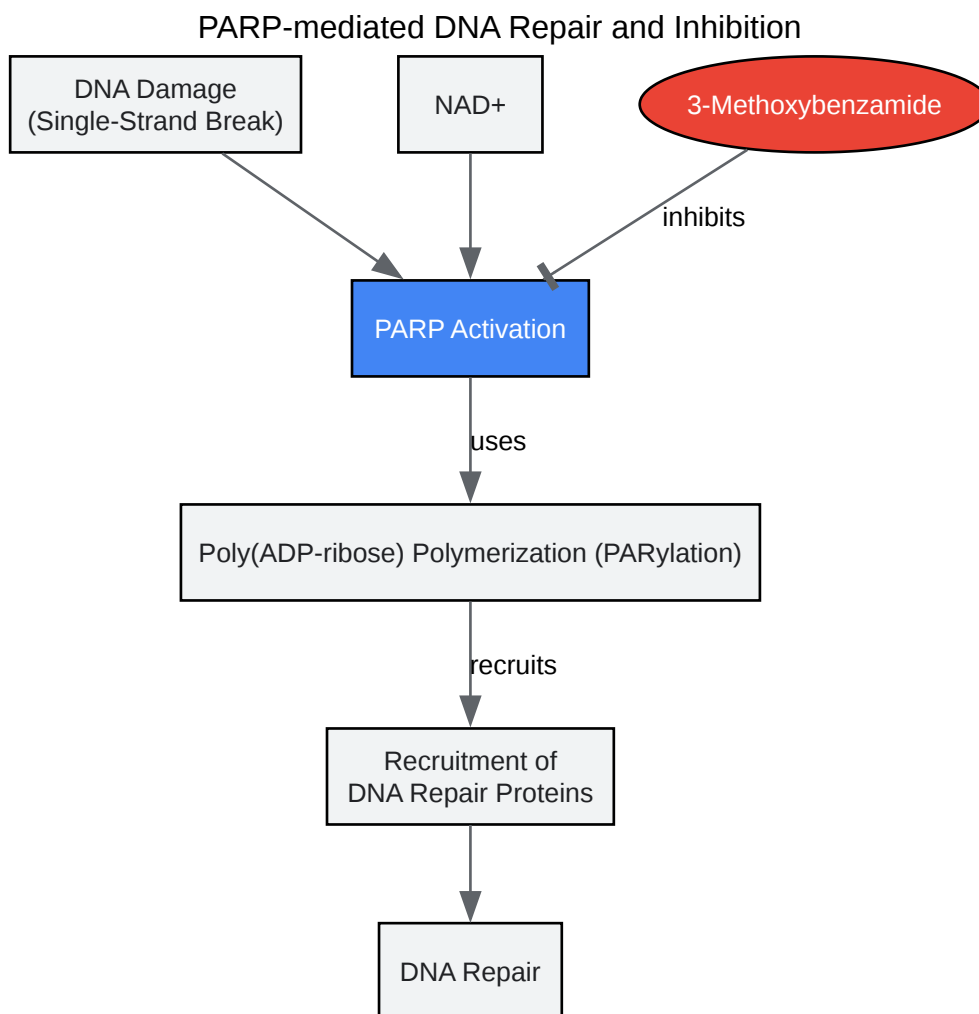 PARP-mediated DNA Repair and Inhibition
DNA Damage
(Single-Strand Break)
NAD+
3-Methoxybenzamide
inhibits
PARP Activation
uses
Poly(ADP-ribose) Polymerization (PARylation)
recruits
Recruitment of
DNA Repair Proteins
DNA Repair